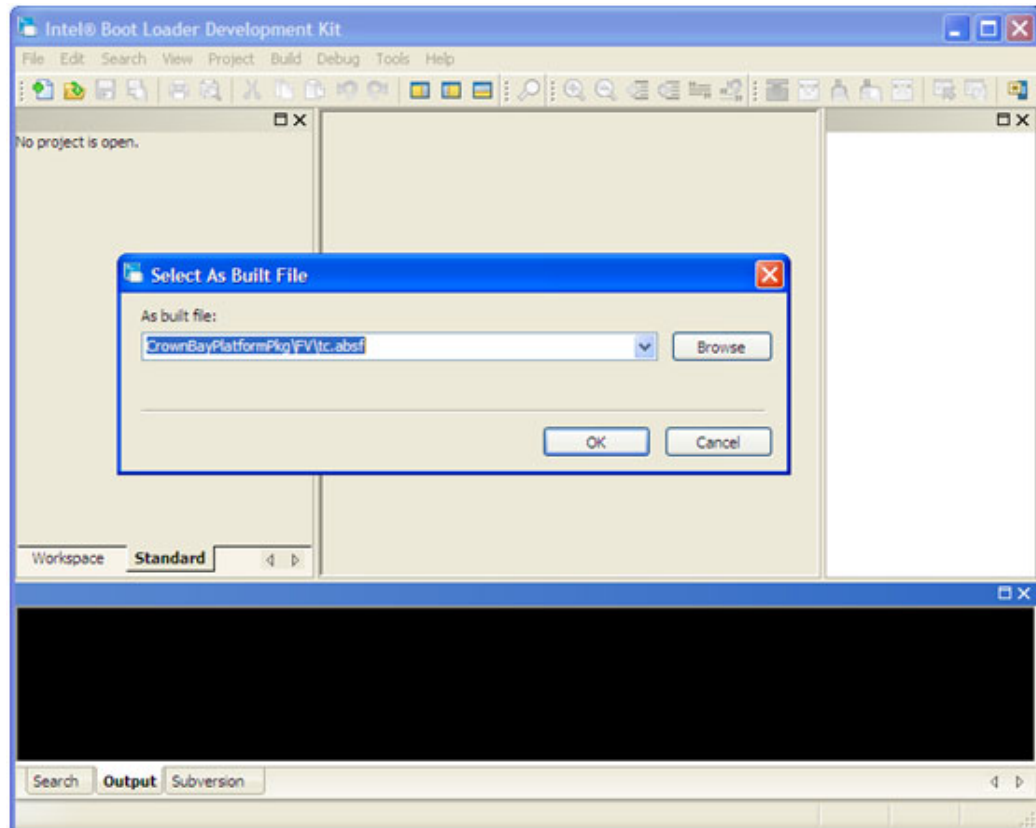 Intel® Boot Loader Development Kit
File Edit Search View Project Build Debug Tools Help
No project is open.
Select As Built File
As built file:
CrownBayPlatformPkg\FV\tc.absf
Browse
OK Cancel
Workspace Standard
Search Output Subversion